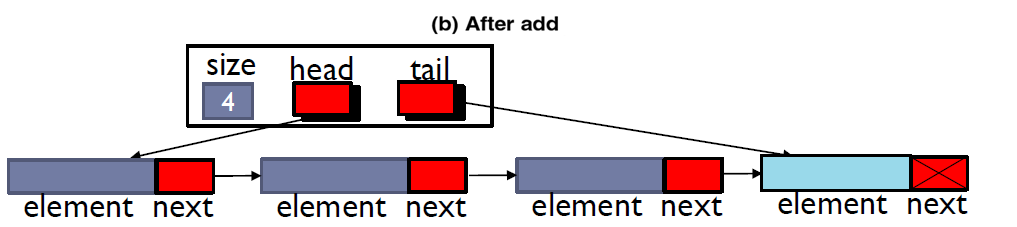 (b) After add
size head tail
4
element next element next element next element next